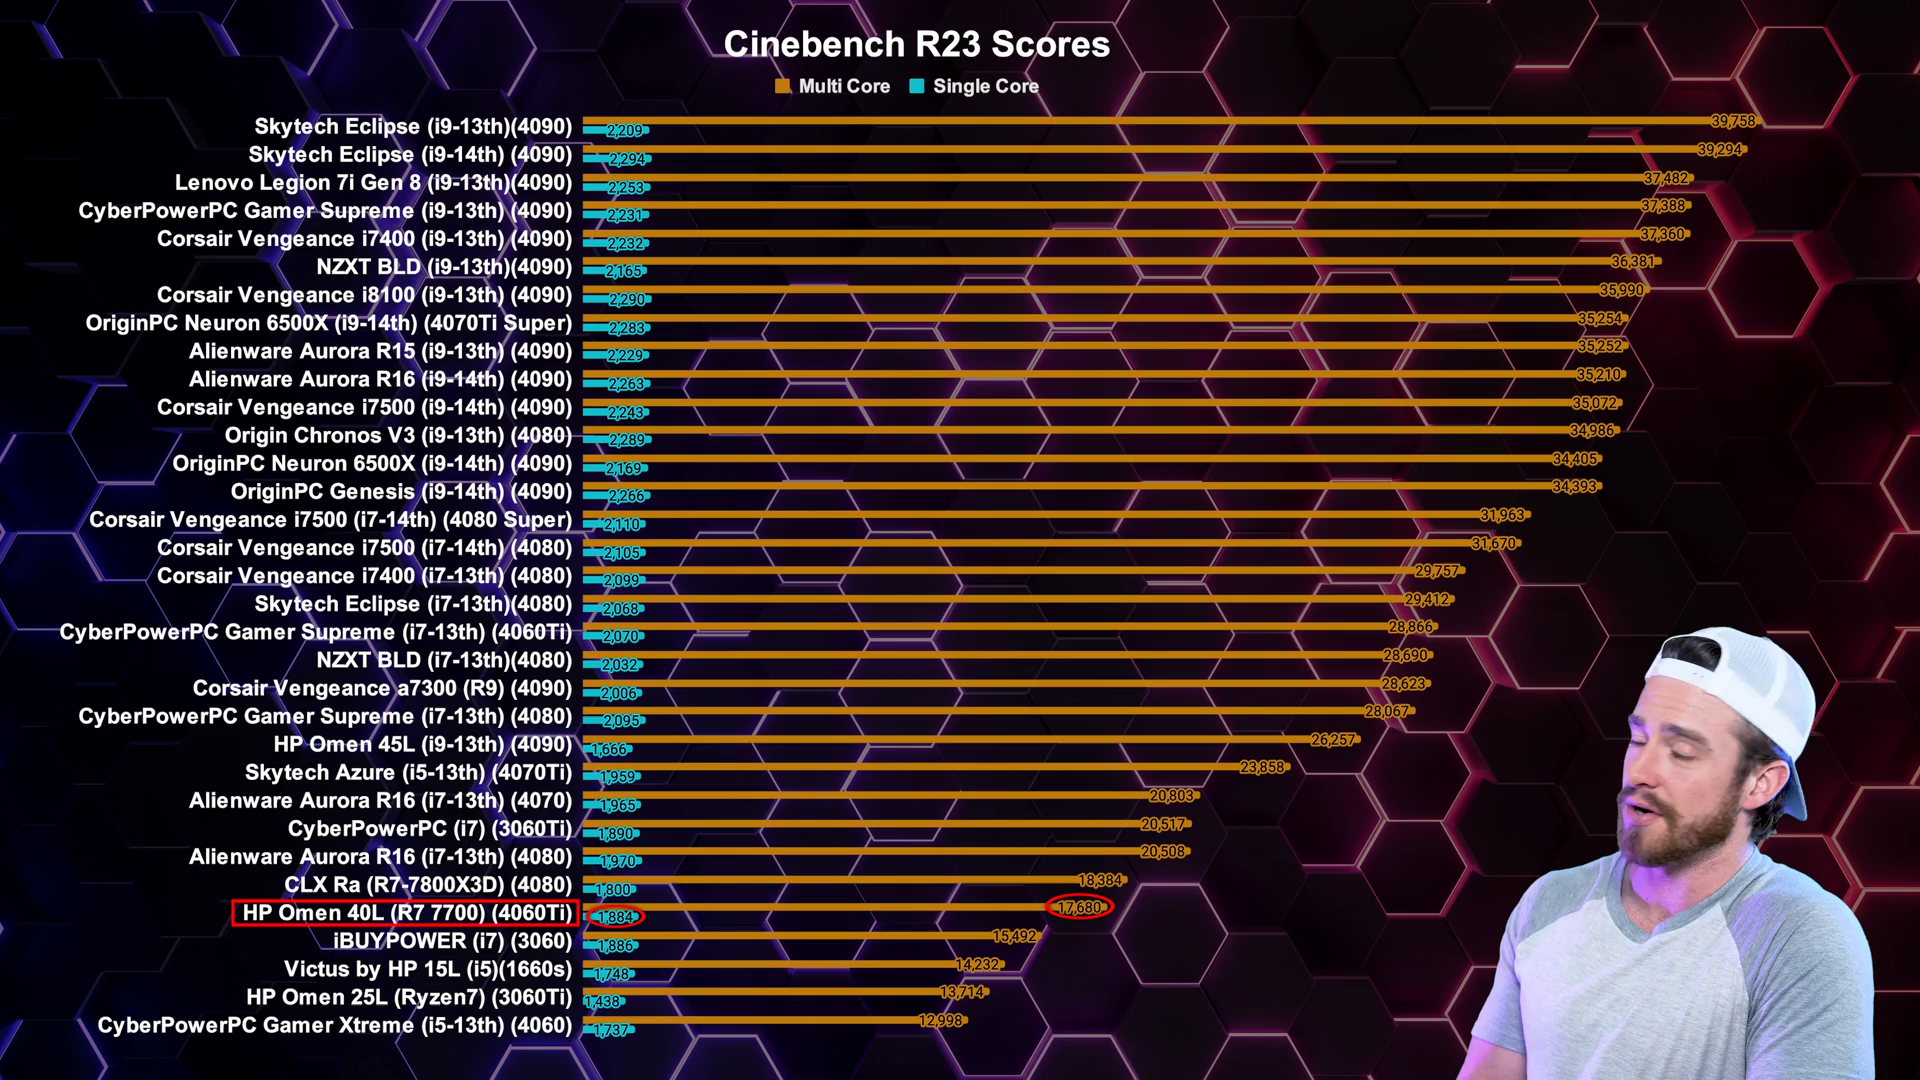 Cinebench R23 Scores
Multi Core Single Core
Skytech Eclipse (i9-13th)(4090) 2,209 39,758
Skytech Eclipse (i9-14th) (4090) 2,294 39,294
Lenovo Legion 7i Gen 8 (i9-13th)(4090) 2,253 37,482
CyberPowerPC Gamer Supreme (i9-13th) (4090) 2,231 37,388
Corsair Vengeance i7400 (i9-13th) (4090) 2,232 37,360
NZXT BLD (i9-13th)(4090) 2,165 36,381
Corsair Vengeance i8100 (i9-13th) (4090) 2,290 35,990
OriginPC Neuron 6500X (i9-14th) (4070Ti Super) 2,283 35,254
Alienware Aurora R15 (i9-13th) (4090) 2,229 35,252
Alienware Aurora R16 (i9-14th) (4090) 2,263 35,210
Corsair Vengeance i7500 (i9-14th) (4090) 2,243 35,072
Origin Chronos V3 (i9-13th) (4080) 2,289 34,986
OriginPC Neuron 6500X (i9-14th) (4090) 2,169 34,405
OriginPC Genesis (i9-14th) (4090) 2,266 34,393
Corsair Vengeance i7500 (i7-14th) (4080 Super) 2,110 31,963
Corsair Vengeance i7500 (i7-14th) (4080) 2,105 31,670
Corsair Vengeance i7400 (i7-13th) (4080) 2,099 29,757
Skytech Eclipse (i7-13th)(4080) 2,068 29,412
CyberPowerPC Gamer Supreme (i7-13th) (4060Ti) 2,070 28,866
NZXT BLD (i7-13th)(4080) 2,032 28,690
Corsair Vengeance a7300 (R9) (4090) 2,006 28,623
CyberPowerPC Gamer Supreme (i7-13th) (4080) 2,095 28,067
HP Omen 45L (i9-13th) (4090) 1,666 26,257
Skytech Azure (i5-13th) (4070Ti) 1,959 23,858
Alienware Aurora R16 (i7-13th) (4070) 1,965 20,803
CyberPowerPC (i7) (3060Ti) 1,890 20,517
Alienware Aurora R16 (i7-13th) (4080) 1,970 20,508
CLX Ra (R7-7800X3D) (4080) 1,800 18,384
HP Omen 40L (R7 7700) (4060Ti) 1,884 17,680
iBUYPOWER (i7) (3060) 1,886 15,492
Victus by HP 15L (i5)(1660s) 1,748 14,232
HP Omen 25L (Ryzen7) (3060Ti) 1,438 13,714
CyberPowerPC Gamer Xtreme (i5-13th) (4060) 1,737 12,998